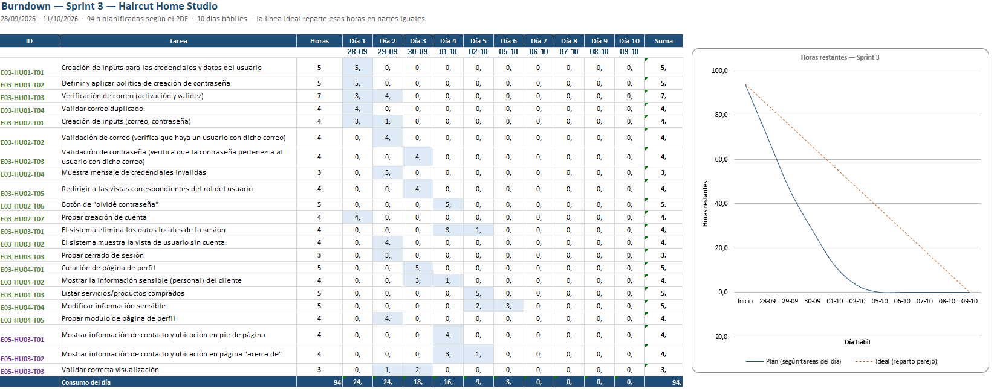 Burndown — Sprint 3 — Haircut Home Studio
28/09/2026 – 11/10/2026 · 94 h planificadas según el PDF · 10 días hábiles · la línea ideal reparte esas horas en partes iguales
ID Tarea Horas Día 1 Día 2 Día 3 Día 4 Día 5 Día 6 Día 7 Día 8 Día 9 Día 10 Suma
28-09 29-09 30-09 01-10 02-10 05-10 06-10 07-10 08-10 09-10
E03-HU01-T01 Creación de inputs para las credenciales y datos del usuario 5 5, 0, 0, 0, 0, 0, 0, 0, 0, 0, 5,
E03-HU01-T02 Definir y aplicar politica de creación de contraseña 5 5, 0, 0, 0, 0, 0, 0, 0, 0, 0, 5,
E03-HU01-T03 Verificación de correo (activación y validez) 7 3, 4, 0, 0, 0, 0, 0, 0, 0, 0, 7,
E03-HU01-T04 Validar correo duplicado. 4 4, 0, 0, 0, 0, 0, 0, 0, 0, 0, 4,
E03-HU02-T01 Creación de inputs (correo, contraseña) 4 3, 1, 0, 0, 0, 0, 0, 0, 0, 0, 4,
E03-HU02-T02 Validación de correo (verifica que haya un usuario con dicho correo) 4 0, 4, 0, 0, 0, 0, 0, 0, 0, 0, 4,
E03-HU02-T03 Validación de contraseña (verifica que la contraseña pertenezca al
usuario con dicho correo) 4 0, 0, 4, 0, 0, 0, 0, 0, 0, 0, 4,
E03-HU02-T04 Muestra mensaje de credenciales invalidas 3 0, 3, 0, 0, 0, 0, 0, 0, 0, 0, 3,
E03-HU02-T05 Redirigir a las vistas correspondientes del rol del usuario 4 0, 0, 4, 0, 0, 0, 0, 0, 0, 0, 4,
E03-HU02-T06 Botón de "olvidé contraseña" 5 0, 0, 0, 5, 0, 0, 0, 0, 0, 0, 5,
E03-HU02-T07 Probar creación de cuenta 4 4, 0, 0, 0, 0, 0, 0, 0, 0, 0, 4,
E03-HU03-T01 El sistema elimina los datos locales de la sesión 4 0, 0, 0, 3, 1, 0, 0, 0, 0, 0, 4,
E03-HU03-T02 El sistema muestra la vista de usuario sin cuenta. 4 0, 4, 0, 0, 0, 0, 0, 0, 0, 0, 4,
E03-HU03-T03 Probar cerrado de sesión 3 0, 3, 0, 0, 0, 0, 0, 0, 0, 0, 3,
E03-HU04-T01 Creación de página de perfil 5 0, 0, 5, 0, 0, 0, 0, 0, 0, 0, 5,
E03-HU04-T02 Mostrar la información sensible (personal) del cliente 4 0, 0, 3, 1, 0, 0, 0, 0, 0, 0, 4,
E03-HU04-T03 Listar servicios/productos comprados 5 0, 0, 0, 0, 5, 0, 0, 0, 0, 0, 5,
E03-HU04-T04 Modificar información sensible 5 0, 0, 0, 0, 2, 3, 0, 0, 0, 0, 5,
E03-HU04-T05 Probar modulo de página de perfil 4 0, 4, 0, 0, 0, 0, 0, 0, 0, 0, 4,
E05-HU03-T01 Mostrar información de contacto y ubicación en pie de página 4 0, 0, 0, 4, 0, 0, 0, 0, 0, 0, 4,
E05-HU03-T02 Mostrar información de contacto y ubicación en página "acerca de" 4 0, 0, 0, 3, 1, 0, 0, 0, 0, 0, 4,
E05-HU03-T03 Validar correcta visualización 3 0, 1, 2, 0, 0, 0, 0, 0, 0, 0, 3,
Consumo del día 94 24, 24, 18, 16, 9, 3, 0, 0, 0, 0, 94,
Horas restantes — Sprint 3
100,0
80,0
60,0
40,0
20,0
0,0
-20,0
Horas restantes
Inicio 28-09 29-09 30-09 01-10 02-10 05-10 06-10 07-10 08-10 09-10
Día hábil
Plan (según tareas del día) Ideal (reparto parejo)